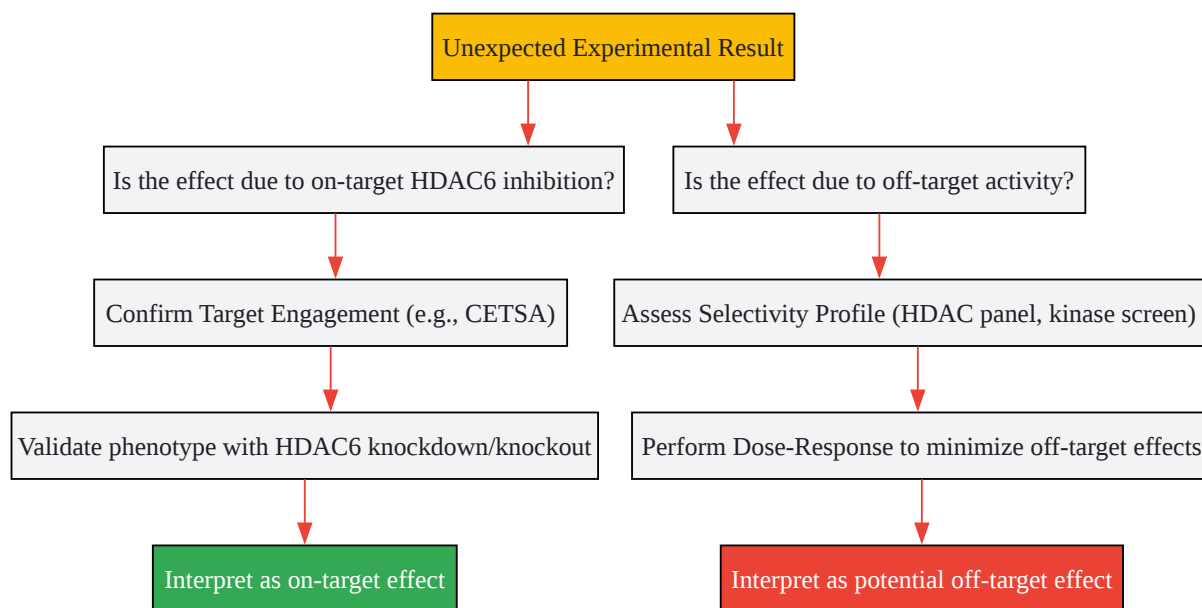 Unexpected Experimental Result
Is the effect due to on-target HDAC6 inhibition?
Is the effect due to off-target activity?
Confirm Target Engagement (e.g., CETSA)
Assess Selectivity Profile (HDAC panel, kinase screen)
Validate phenotype with HDAC6 knockdown/knockout
Perform Dose-Response to minimize off-target effects
Interpret as on-target effect
Interpret as potential off-target effect